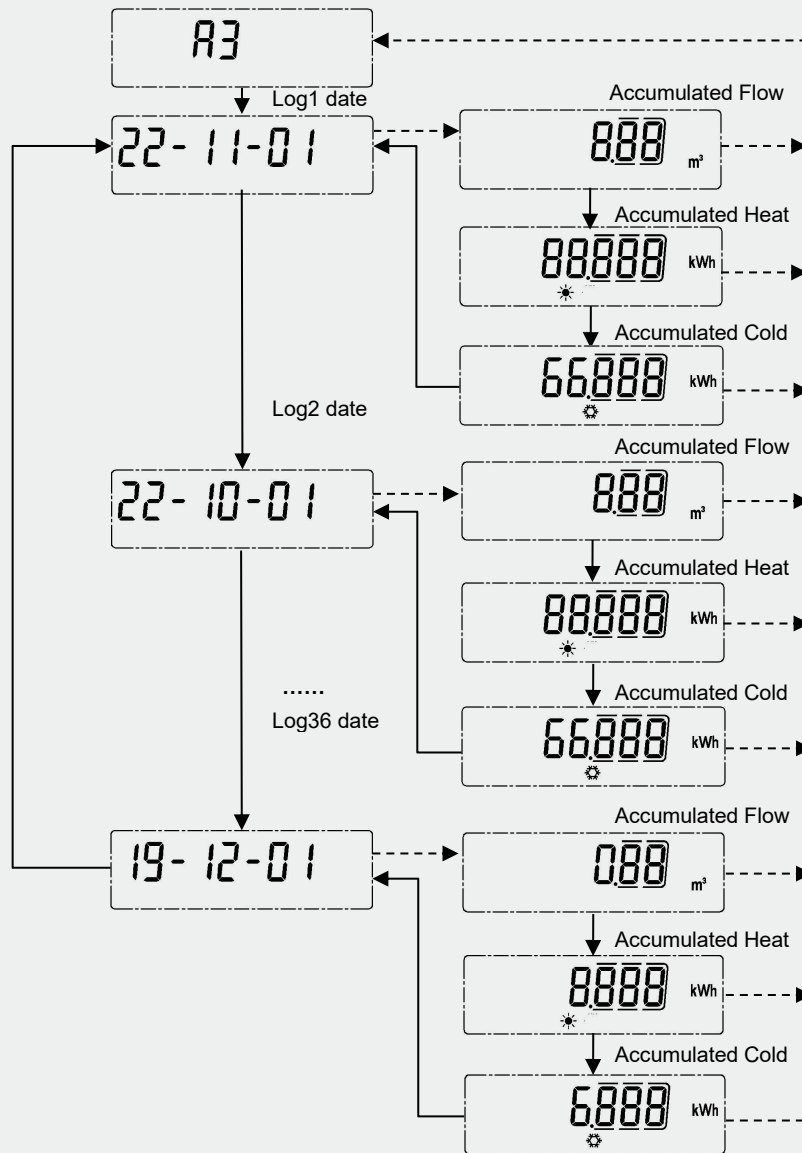 A3
Log1 date
Accumulated Flow
22-11-01
8.88 m³
Accumulated Heat
88.888 kWh
Accumulated Cold
66.888 kWh
Log2 date
Accumulated Flow
22-10-01
8.88 m³
Accumulated Heat
88.888 kWh
......
Accumulated Cold
Log36 date
66.888 kWh
Accumulated Flow
19-12-01
0.88 m³
Accumulated Heat
8.888 kWh
Accumulated Cold
6.888 kWh